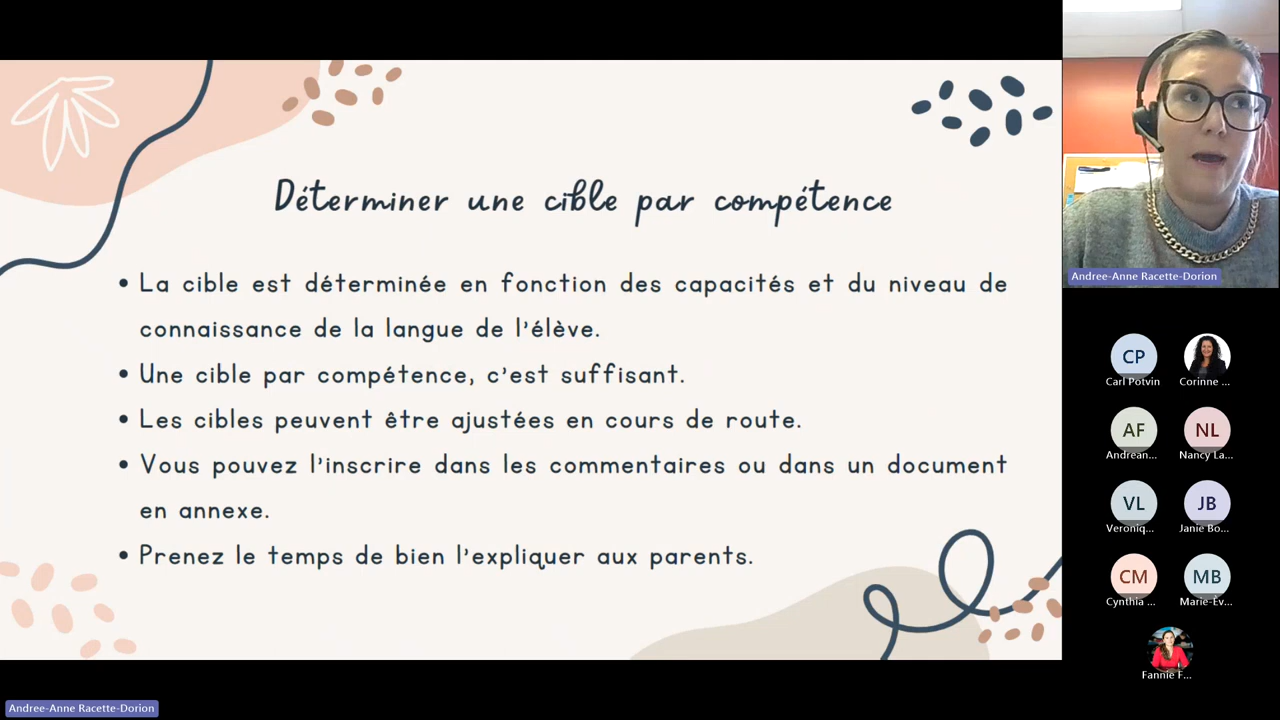 Déterminer une cible par compétence
• La cible est déterminée en fonction des capacités et du niveau de
connaissance de la langue de l'élève.
• Une cible par compétence, c'est suffisant.
• Les cibles peuvent être ajustées en cours de route.
• Vous pouvez l'inscrire dans les commentaires ou dans un document
en annexe.
• Prenez le temps de bien l'expliquer aux parents.
Andree-Anne Racette-Dorion
CP
Carl Potvin
Corinne ...
AF
Andrean...
NL
Nancy La...
VL
Veroniq...
JB
Janie Bo...
CM
Cynthia ...
MB
Marie-Èv...
Fannie F...
Andree-Anne Racette-Dorion